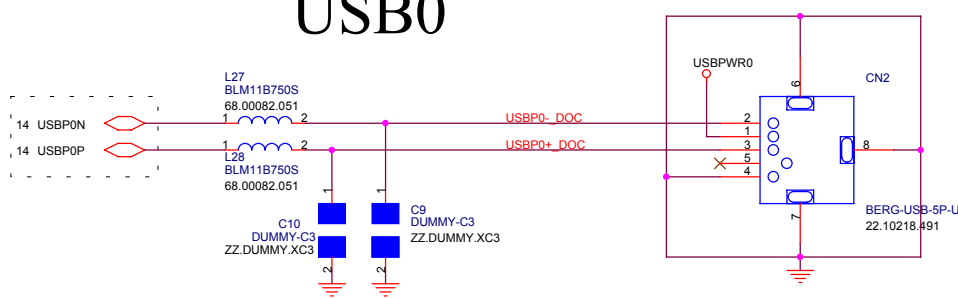 USB0
USBPWR0
CN2
L27
BLM11B750S
68.00082.051
14 USBP0N
1
2
USBP0-_DOC
2
1
3
5
4
6
8
7
14 USBP0P
1
2
USBP0+_DOC
L28
BLM11B750S
68.00082.051
1
1
C10
DUMMY-C3
ZZ.DUMMY.XC3
C9
DUMMY-C3
ZZ.DUMMY.XC3
2
2
BERG-USB-5P-U
22.10218.491